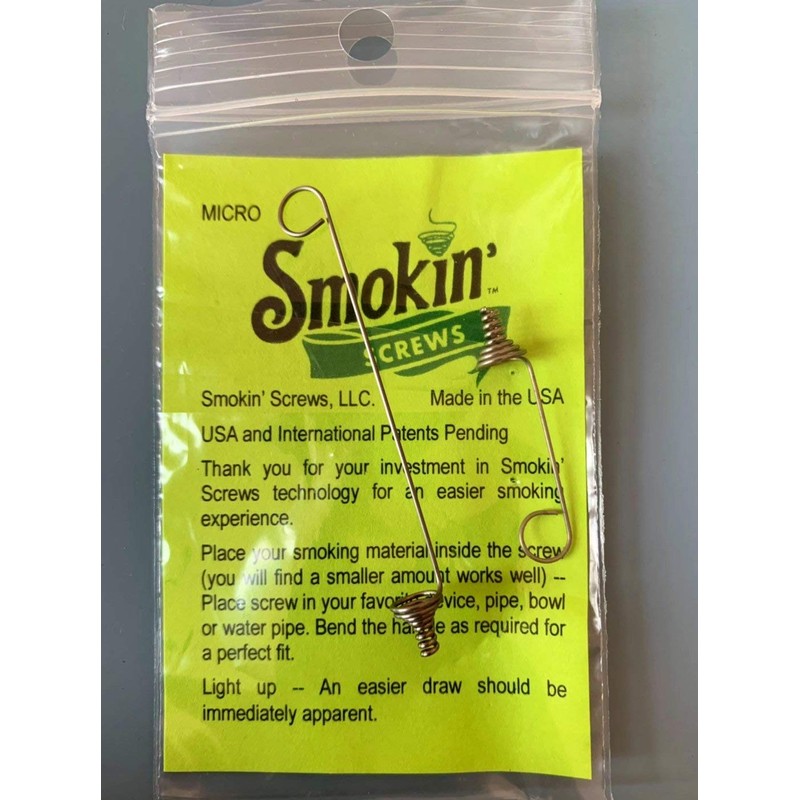 MICRO
Smokin'™
SCREWS
Smokin' Screws, LLC. Made in the USA
USA and International Patents Pending
Thank you for your investment in Smokin'
Screws technology for an easier smoking
experience.
Place your smoking material inside the screw
(you will find a smaller amount works well) --
Place screw in your favorite device, pipe, bowl
or water pipe. Bend the handle as required for
a perfect fit.
Light up -- An easier draw should be
immediately apparent.